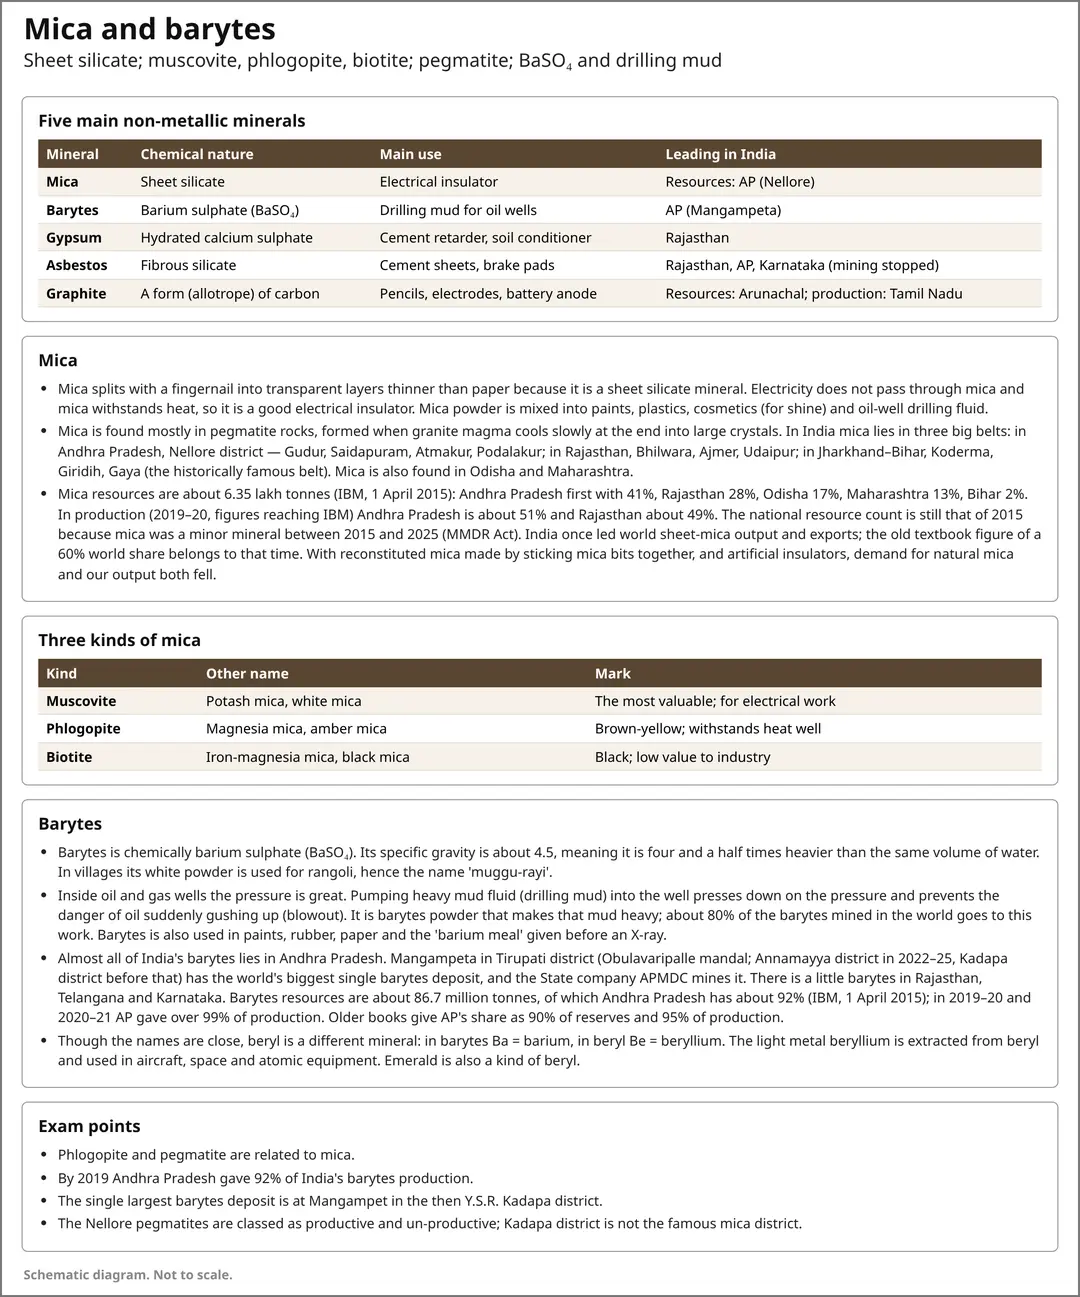 Mica and barytes
Sheet silicate; muscovite, phlogopite, biotite; pegmatite; BaSO₄ and drilling mud
Five main non-metallic minerals
Mineral Chemical nature Main use Leading in India
Mica Sheet silicate Electrical insulator Resources: AP (Nellore)
Barytes Barium sulphate (BaSO₄) Drilling mud for oil wells AP (Mangampeta)
Gypsum Hydrated calcium sulphate Cement retarder, soil conditioner Rajasthan
Asbestos Fibrous silicate Cement sheets, brake pads Rajasthan, AP, Karnataka (mining stopped)
Graphite A form (allotrope) of carbon Pencils, electrodes, battery anode Resources: Arunachal; production: Tamil Nadu
Mica
• Mica splits with a fingernail into transparent layers thinner than paper because it is a sheet silicate mineral. Electricity does not pass through mica and
mica withstands heat, so it is a good electrical insulator. Mica powder is mixed into paints, plastics, cosmetics (for shine) and oil-well drilling fluid.
• Mica is found mostly in pegmatite rocks, formed when granite magma cools slowly at the end into large crystals. In India mica lies in three big belts: in
Andhra Pradesh, Nellore district — Gudur, Saidapuram, Atmakur, Podalakur; in Rajasthan, Bhilwara, Ajmer, Udaipur; in Jharkhand–Bihar, Koderma,
Giridih, Gaya (the historically famous belt). Mica is also found in Odisha and Maharashtra.
• Mica resources are about 6.35 lakh tonnes (IBM, 1 April 2015): Andhra Pradesh first with 41%, Rajasthan 28%, Odisha 17%, Maharashtra 13%, Bihar 2%.
In production (2019–20, figures reaching IBM) Andhra Pradesh is about 51% and Rajasthan about 49%. The national resource count is still that of 2015
because mica was a minor mineral between 2015 and 2025 (MMDR Act). India once led world sheet-mica output and exports; the old textbook figure of a
60% world share belongs to that time. With reconstituted mica made by sticking mica bits together, and artificial insulators, demand for natural mica
and our output both fell.
Three kinds of mica
Kind Other name Mark
Muscovite Potash mica, white mica The most valuable; for electrical work
Phlogopite Magnesia mica, amber mica Brown-yellow; withstands heat well
Biotite Iron-magnesia mica, black mica Black; low value to industry
Barytes
• Barytes is chemically barium sulphate (BaSO₄). Its specific gravity is about 4.5, meaning it is four and a half times heavier than the same volume of water.
In villages its white powder is used for rangoli, hence the name 'muggu-rayi'.
• Inside oil and gas wells the pressure is great. Pumping heavy mud fluid (drilling mud) into the well presses down on the pressure and prevents the
danger of oil suddenly gushing up (blowout). It is barytes powder that makes that mud heavy; about 80% of the barytes mined in the world goes to this
work. Barytes is also used in paints, rubber, paper and the 'barium meal' given before an X-ray.
• Almost all of India's barytes lies in Andhra Pradesh. Mangampeta in Tirupati district (Obulavaripalle mandal; Annamayya district in 2022–25, Kadapa
district before that) has the world's biggest single barytes deposit, and the State company APMDC mines it. There is a little barytes in Rajasthan,
Telangana and Karnataka. Barytes resources are about 86.7 million tonnes, of which Andhra Pradesh has about 92% (IBM, 1 April 2015); in 2019–20 and
2020–21 AP gave over 99% of production. Older books give AP's share as 90% of reserves and 95% of production.
• Though the names are close, beryl is a different mineral: in barytes Ba = barium, in beryl Be = beryllium. The light metal beryllium is extracted from beryl
and used in aircraft, space and atomic equipment. Emerald is also a kind of beryl.
Exam points
• Phlogopite and pegmatite are related to mica.
• By 2019 Andhra Pradesh gave 92% of India's barytes production.
• The single largest barytes deposit is at Mangampet in the then Y.S.R. Kadapa district.
• The Nellore pegmatites are classed as productive and un-productive; Kadapa district is not the famous mica district.
Schematic diagram. Not to scale.